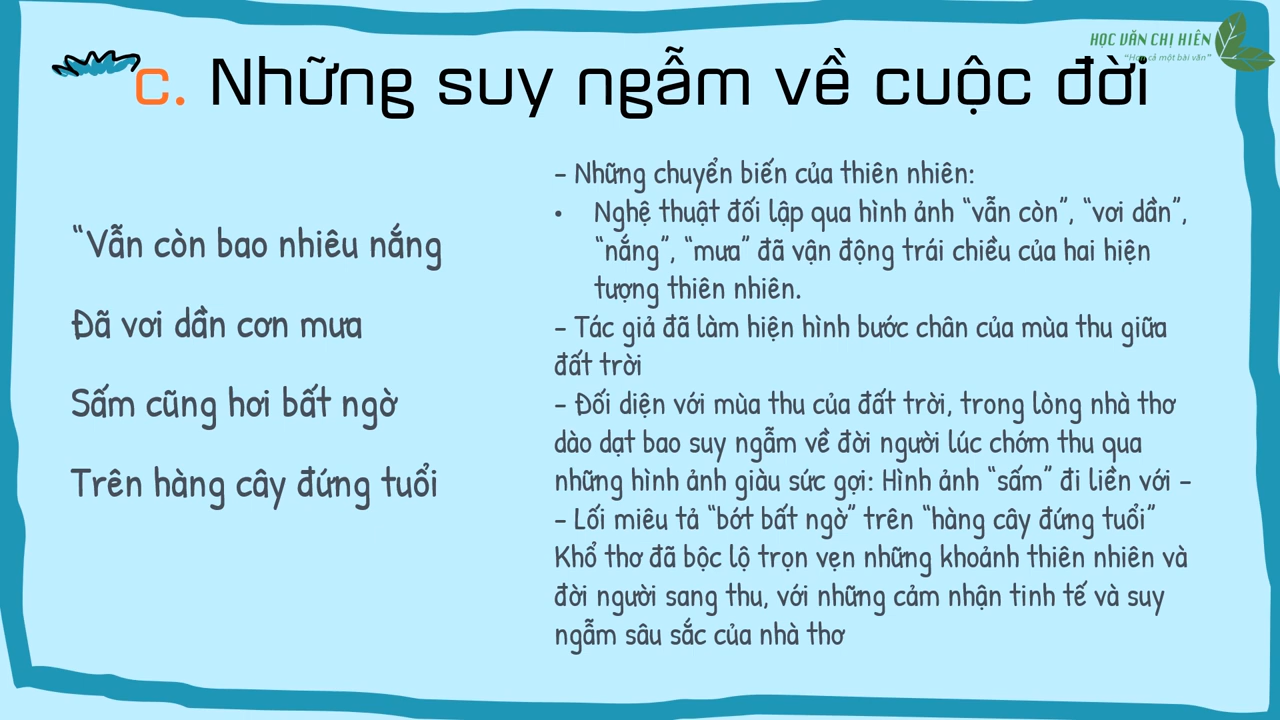 HỌC VĂN CHỊ HIÊN
“Hơn cả một bài văn”
c. Những suy ngẫm về cuộc đời
“Vẫn còn bao nhiêu nắng
Đã vơi dần cơn mưa
Sấm cũng hơi bất ngờ
Trên hàng cây đứng tuổi
– Những chuyển biến của thiên nhiên:
• Nghệ thuật đối lập qua hình ảnh “vẫn còn”, “vơi dần”,
“nắng”, “mưa” đã vận động trái chiều của hai hiện
tượng thiên nhiên.
– Tác giả đã làm hiện hình bước chân của mùa thu giữa
đất trời
– Đối diện với mùa thu của đất trời, trong lòng nhà thơ
dào dạt bao suy ngẫm về đời người lúc chớm thu qua
những hình ảnh giàu sức gợi: Hình ảnh “sấm” đi liền với –
– Lối miêu tả “bớt bất ngờ” trên “hàng cây đứng tuổi”
Khổ thơ đã bộc lộ trọn vẹn những khoảnh thiên nhiên và
đời người sang thu, với những cảm nhận tinh tế và suy
ngẫm sâu sắc của nhà thơ